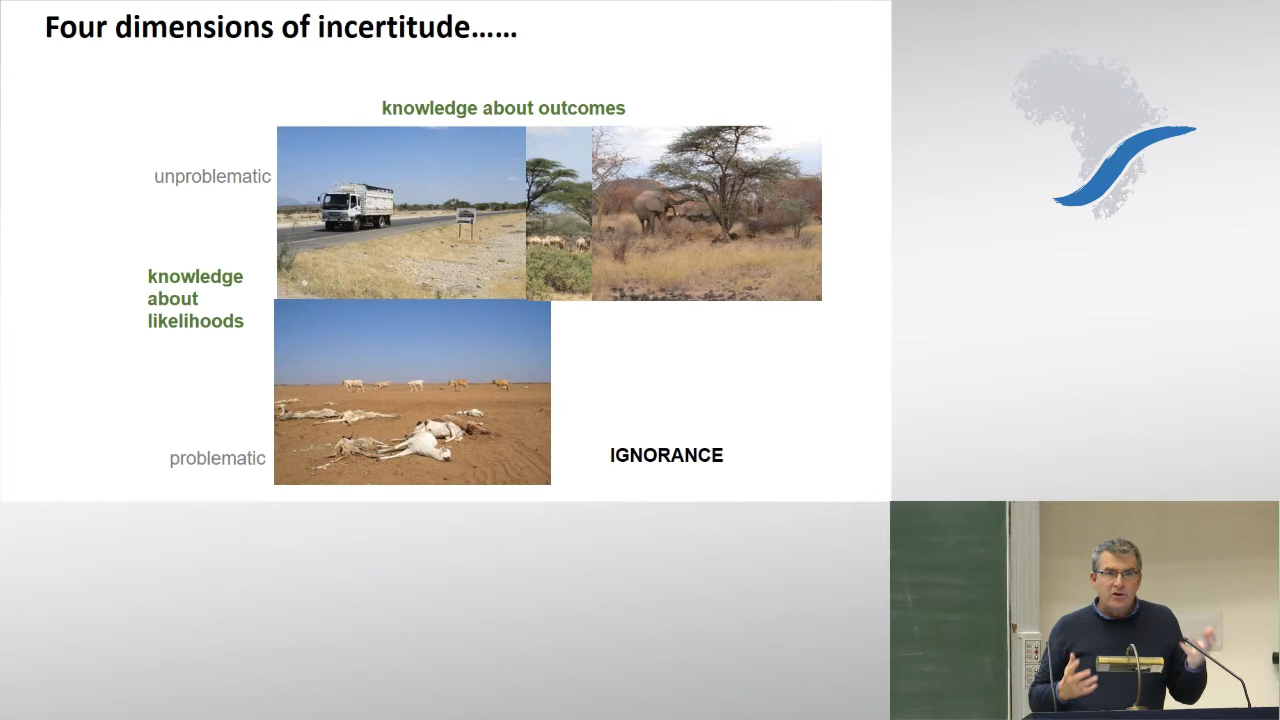 Four dimensions of incertitude......
knowledge about outcomes
unproblematic
knowledge
about
likelihoods
problematic
IGNORANCE